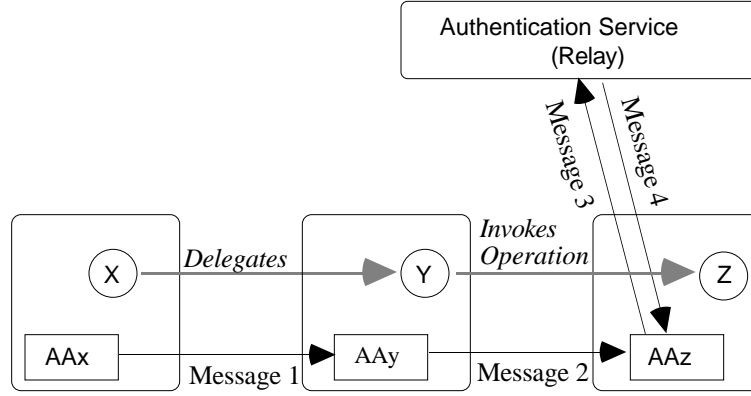 Authentication Service
(Relay)
Message 3
Message 4
X
Delegates
Y
Invokes
Operation
Z
AAx
Message 1
AAy
Message 2
AAz